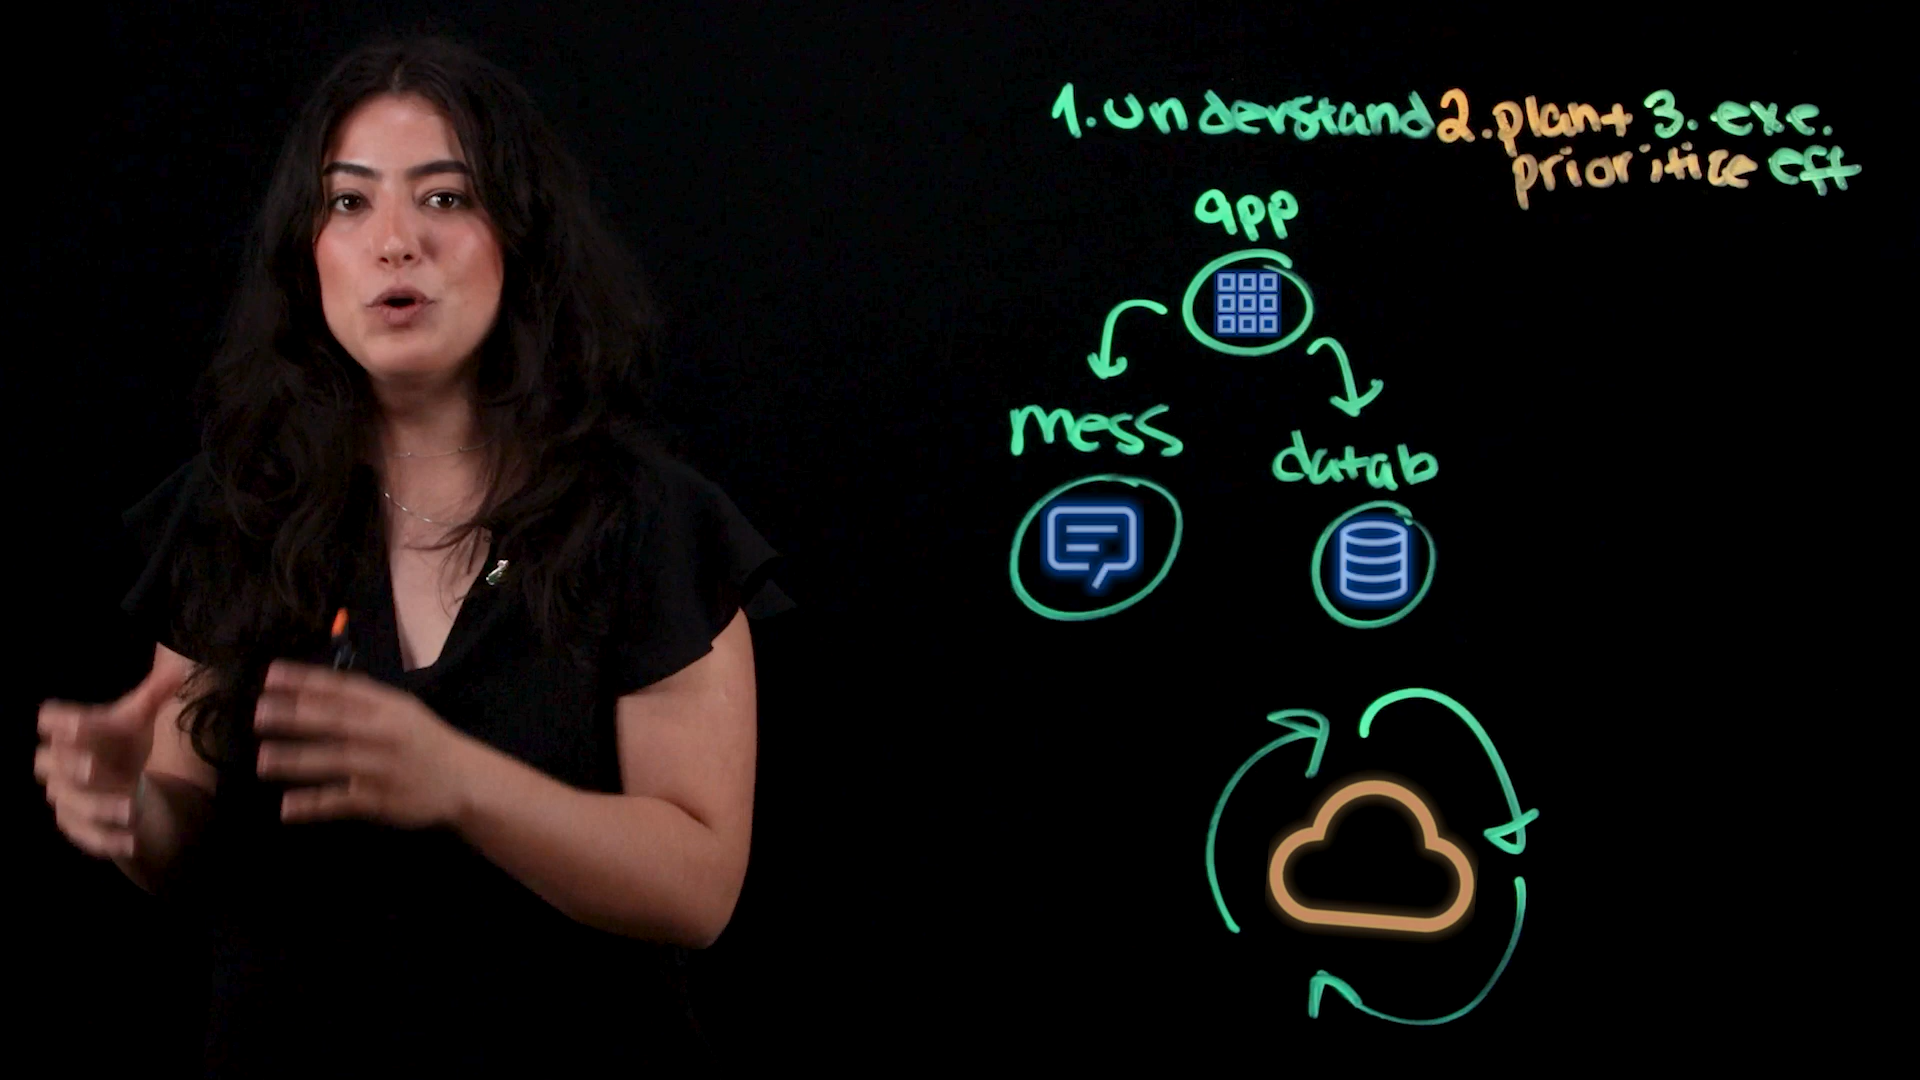 1. understand 2. plan + 3. exe.
prioritize eff
app
mess
datab